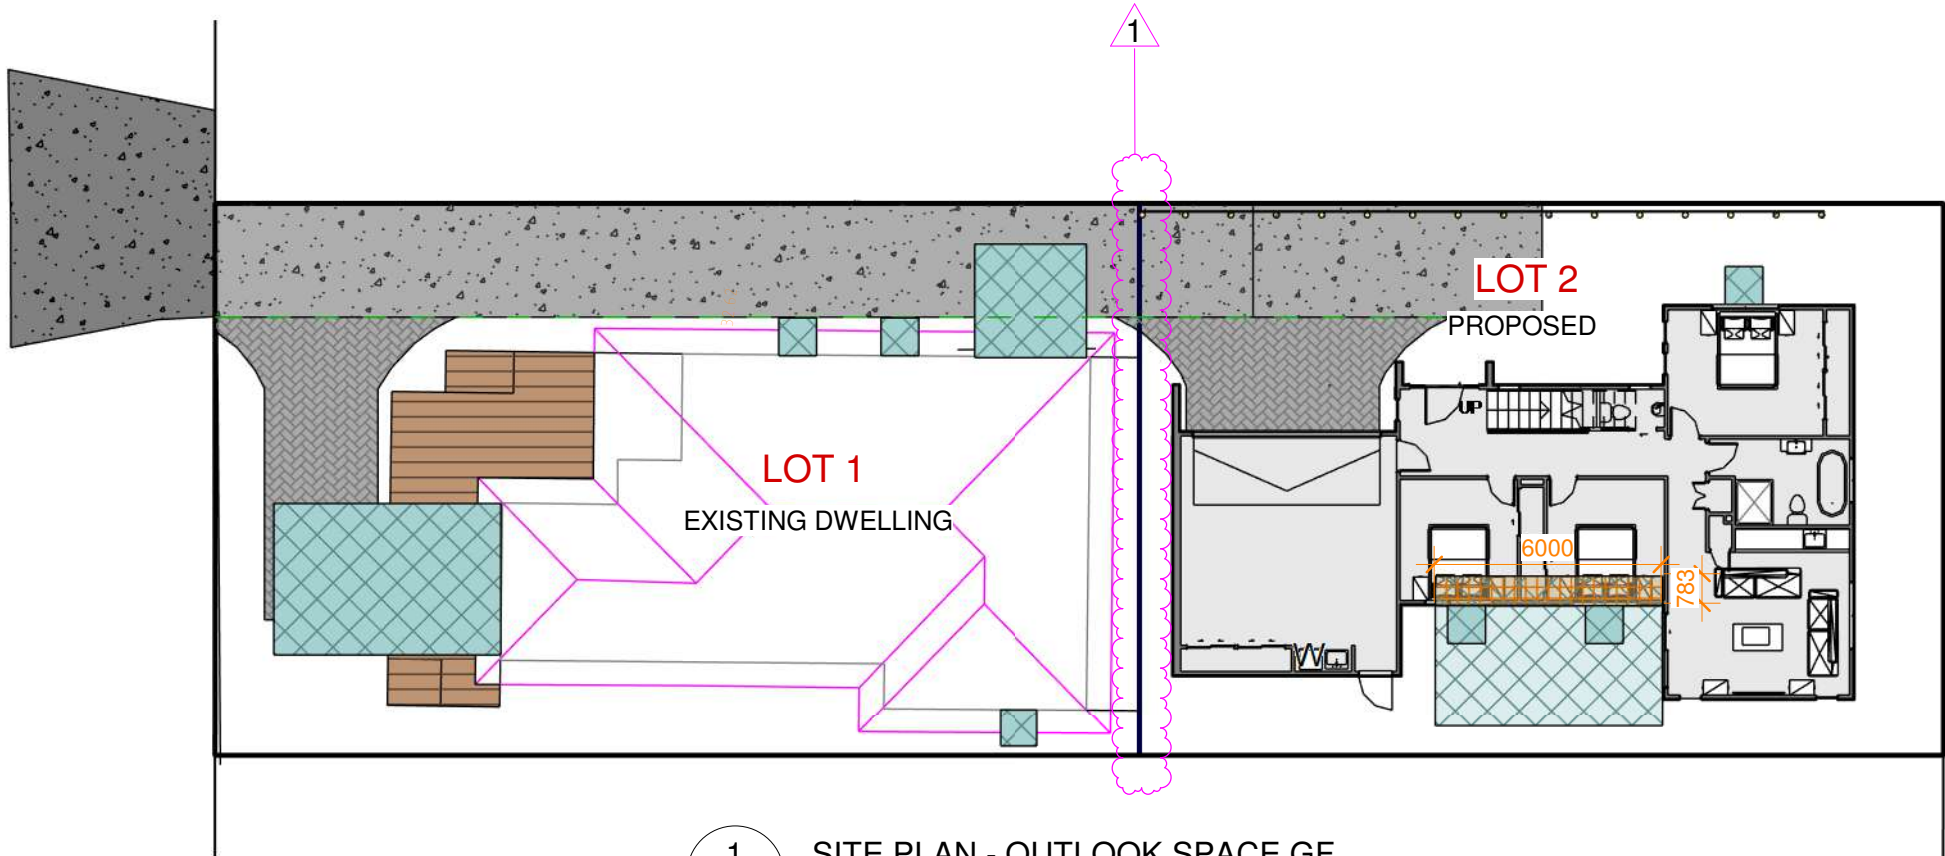 1
LOT 2
PROPOSED
UP
LOT 1
EXISTING DWELLING
6000
783
W
1
SITE PLAN - OUTLOOK SPACE GF